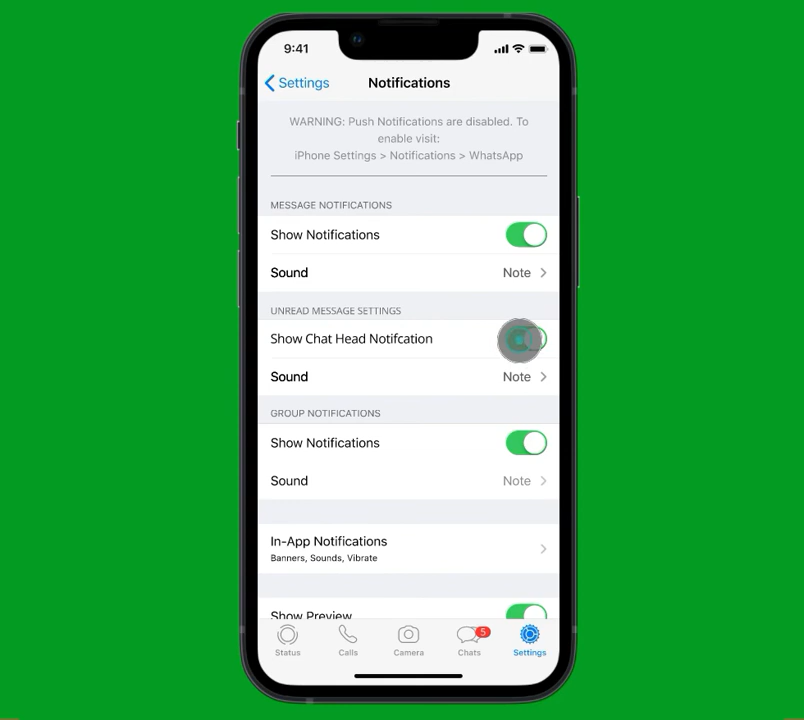 9:41
Settings
Notifications
WARNING: Push Notifications are disabled. To
enable visit:
iPhone Settings > Notifications > WhatsApp
MESSAGE NOTIFICATIONS
Show Notifications
Sound Note
UNREAD MESSAGE SETTINGS
Show Chat Head Notifcation
Sound Note
GROUP NOTIFICATIONS
Show Notifications
Sound Note
In-App Notifications
Banners, Sounds, Vibrate
Show Preview
5
Status Calls Camera Chats Settings